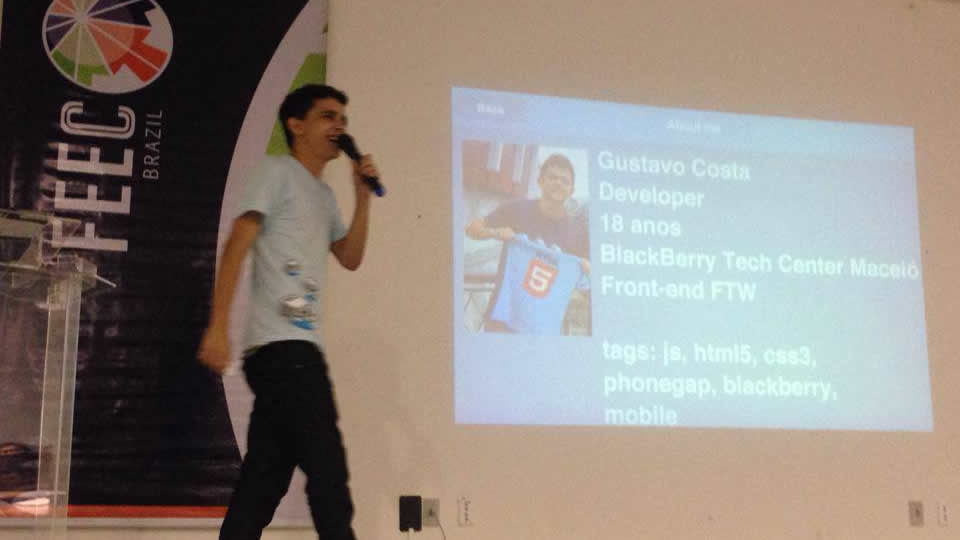 FEEC
BRAZIL
Back
About me
Gustavo Costa
Developer
18 anos
BlackBerry Tech Center Maceió
Front-end FTW
5
tags: js, html5, css3,
phonegap, blackberry,
mobile